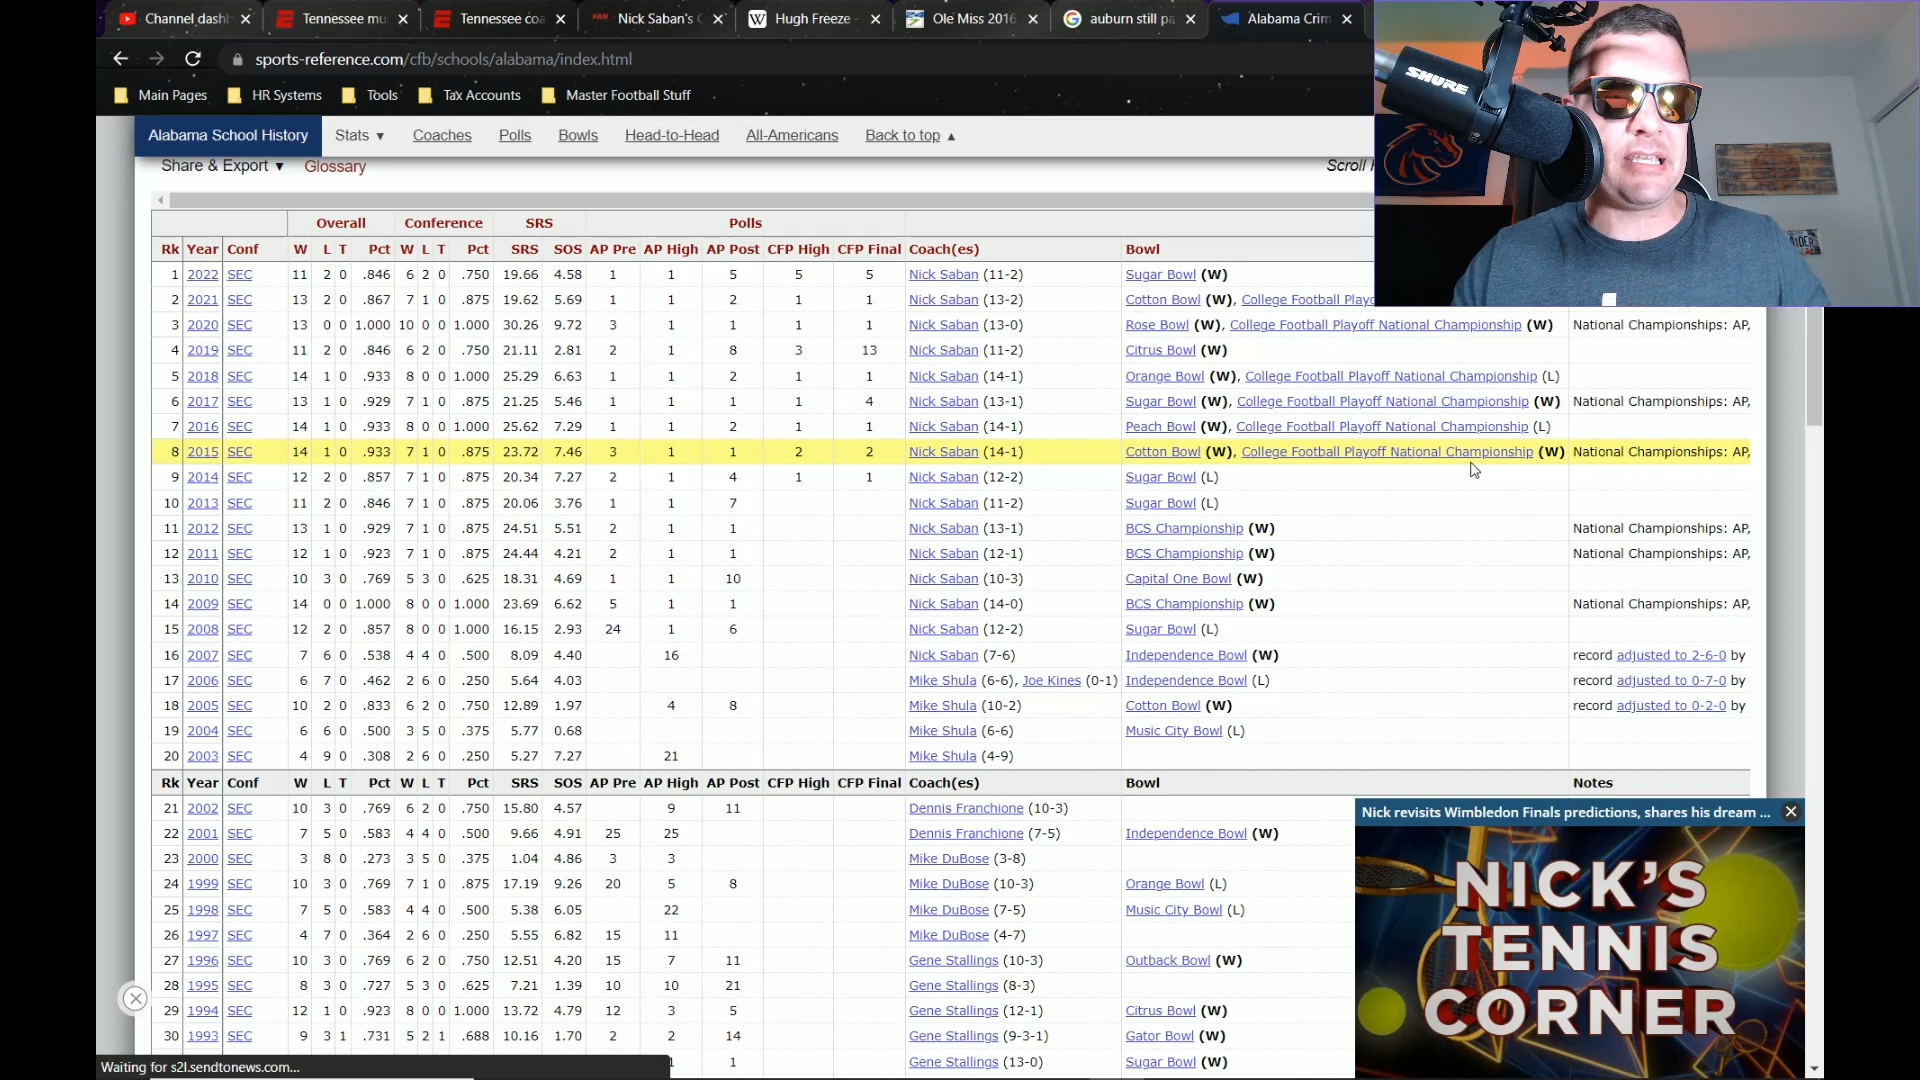 Channel dash
Tennessee mu
Tennessee coa
Nick Saban's C
Hugh Freeze -
Ole Miss 2016
auburn still pa
Alabama Crim
sports-reference.com/cfb/schools/alabama/index.html
Main Pages
HR Systems
Tools
Tax Accounts
Master Football Stuff
Alabama School History
Stats ▼
Coaches
Polls
Bowls
Head-to-Head
All-Americans
Back to top ▲
Share & Export ▼
Glossary
Scroll
SHURE
Overall Conference SRS Polls
Rk Year Conf W L T Pct W L T Pct SRS SOS AP Pre AP High AP Post CFP High CFP Final Coach(es) Bowl
1 2022 SEC 11 2 0 .846 6 2 0 .750 19.66 4.58 1 1 5 5 5 Nick Saban (11-2) Sugar Bowl (W)
2 2021 SEC 13 2 0 .867 7 1 0 .875 19.62 5.69 1 1 2 1 1 Nick Saban (13-2) Cotton Bowl (W), College Football Playo
3 2020 SEC 13 0 0 1.000 10 0 0 1.000 30.26 9.72 3 1 1 1 1 Nick Saban (13-0) Rose Bowl (W), College Football Playoff National Championship (W) National Championships: AP,
4 2019 SEC 11 2 0 .846 6 2 0 .750 21.11 2.81 2 1 8 3 13 Nick Saban (11-2) Citrus Bowl (W)
5 2018 SEC 14 1 0 .933 8 0 0 1.000 25.29 6.63 1 1 2 1 1 Nick Saban (14-1) Orange Bowl (W), College Football Playoff National Championship (L)
6 2017 SEC 13 1 0 .929 7 1 0 .875 21.25 5.46 1 1 1 1 4 Nick Saban (13-1) Sugar Bowl (W), College Football Playoff National Championship (W) National Championships: AP,
7 2016 SEC 14 1 0 .933 8 0 0 1.000 25.62 7.29 1 1 2 1 1 Nick Saban (14-1) Peach Bowl (W), College Football Playoff National Championship (L)
8 2015 SEC 14 1 0 .933 7 1 0 .875 23.72 7.46 3 1 1 2 2 Nick Saban (14-1) Cotton Bowl (W), College Football Playoff National Championship (W) National Championships: AP,
9 2014 SEC 12 2 0 .857 7 1 0 .875 20.34 7.27 2 1 4 1 1 Nick Saban (12-2) Sugar Bowl (L)
10 2013 SEC 11 2 0 .846 7 1 0 .875 20.06 3.76 1 1 7 Nick Saban (11-2) Sugar Bowl (L)
11 2012 SEC 13 1 0 .929 7 1 0 .875 24.51 5.51 2 1 1 Nick Saban (13-1) BCS Championship (W) National Championships: AP,
12 2011 SEC 12 1 0 .923 7 1 0 .875 24.44 4.21 2 1 1 Nick Saban (12-1) BCS Championship (W) National Championships: AP,
13 2010 SEC 10 3 0 .769 5 3 0 .625 18.31 4.69 1 1 10 Nick Saban (10-3) Capital One Bowl (W)
14 2009 SEC 14 0 0 1.000 8 0 0 1.000 23.69 6.62 5 1 1 Nick Saban (14-0) BCS Championship (W) National Championships: AP,
15 2008 SEC 12 2 0 .857 8 0 0 1.000 16.15 2.93 24 1 6 Nick Saban (12-2) Sugar Bowl (L)
16 2007 SEC 7 6 0 .538 4 4 0 .500 8.09 4.40 16 Nick Saban (7-6) Independence Bowl (W) record adjusted to 2-6-0 by
17 2006 SEC 6 7 0 .462 2 6 0 .250 5.64 4.03 Mike Shula (6-6), Joe Kines (0-1) Independence Bowl (L) record adjusted to 0-7-0 by
18 2005 SEC 10 2 0 .833 6 2 0 .750 12.89 1.97 4 8 Mike Shula (10-2) Cotton Bowl (W) record adjusted to 0-2-0 by
19 2004 SEC 6 6 0 .500 3 5 0 .375 5.77 0.68 Mike Shula (6-6) Music City Bowl (L)
20 2003 SEC 4 9 0 .308 2 6 0 .250 5.27 7.27 21 Mike Shula (4-9)
Rk Year Conf W L T Pct W L T Pct SRS SOS AP Pre AP High AP Post CFP High CFP Final Coach(es) Bowl Notes
21 2002 SEC 10 3 0 .769 6 2 0 .750 15.80 4.57 9 11 Dennis Franchione (10-3)
22 2001 SEC 7 5 0 .583 4 4 0 .500 9.66 4.91 25 25 Dennis Franchione (7-5) Independence Bowl (W)
23 2000 SEC 3 8 0 .273 3 5 0 .375 1.04 4.86 3 3 Mike DuBose (3-8)
24 1999 SEC 10 3 0 .769 7 1 0 .875 17.19 9.26 20 5 8 Mike DuBose (10-3) Orange Bowl (L)
25 1998 SEC 7 5 0 .583 4 4 0 .500 5.38 6.05 22 Mike DuBose (7-5) Music City Bowl (L)
26 1997 SEC 4 7 0 .364 2 6 0 .250 5.55 6.82 15 11 Mike DuBose (4-7)
27 1996 SEC 10 3 0 .769 6 2 0 .750 12.51 4.20 15 7 11 Gene Stallings (10-3) Outback Bowl (W)
28 1995 SEC 8 3 0 .727 5 3 0 .625 7.21 1.39 10 10 21 Gene Stallings (8-3)
29 1994 SEC 12 1 0 .923 8 0 0 1.000 13.72 4.79 12 3 5 Gene Stallings (12-1) Citrus Bowl (W)
30 1993 SEC 9 3 1 .731 5 2 1 .688 10.16 1.70 2 2 14 Gene Stallings (9-3-1) Gator Bowl (W)
1 Gene Stallings (13-0) Sugar Bowl (W)
Waiting for s2l.sendtonews.com...
Nick revisits Wimbledon Finals predictions, shares his dream ...
NICK'S
TENNIS
CORNER